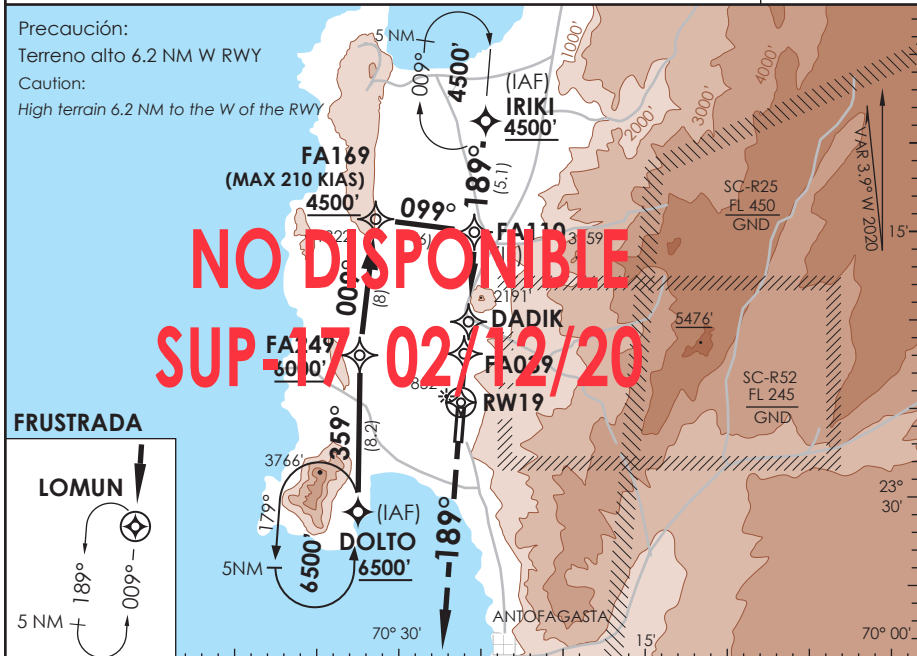 Precaución:
Terreno alto 6.2 NM W RWY
Caution:
High terrain 6.2 NM to the W of the RWY
5 NM
009°
4500'
(IAF)
IRIKI
4500'
189°
(5.1)
1000'
2000'
3000'
4000'
VAR 3.9° W 2020
SC-R25
FL 450
GND
15'
FA169
(MAX 210 KIAS)
4500'
099°
FA110
NO DISPONIBLE
SUP-17 02/12/20
009°
(8)
2191'
DADIK
5476'
FA249
6000'
FA089
RW19
SC-R52
FL 245
GND
359°
(8.2)
3766'
179°
6500'
5NM
(IAF)
DOLTO
6500'
189°
23°
30'
FRUSTRADA
LOMUN
189°
009°
5 NM
ANTOFAGASTA
70° 30'
15'
70° 00'